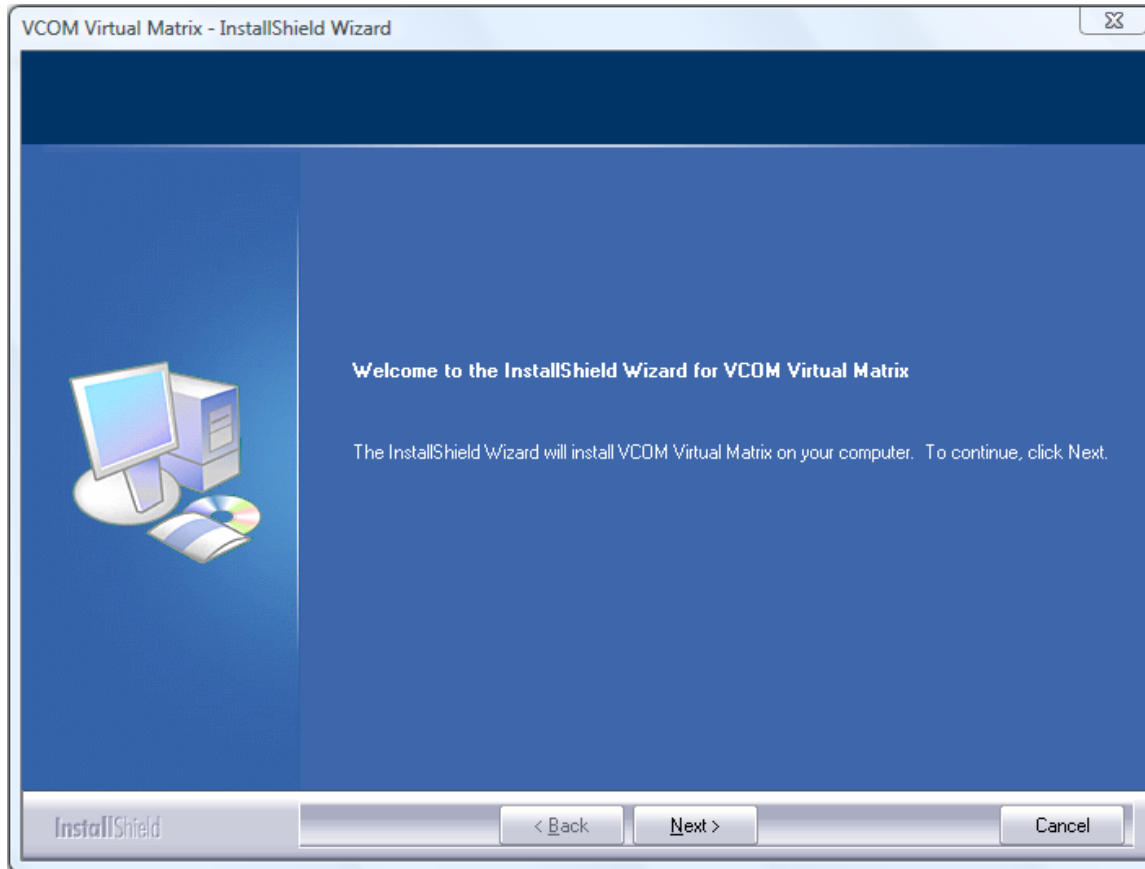 VCOM Virtual Matrix - InstallShield Wizard
Welcome to the InstallShield Wizard for VCOM Virtual Matrix
The InstallShield Wizard will install VCOM Virtual Matrix on your computer.  To continue, click Next.
InstallShield
< Back
Next >
Cancel